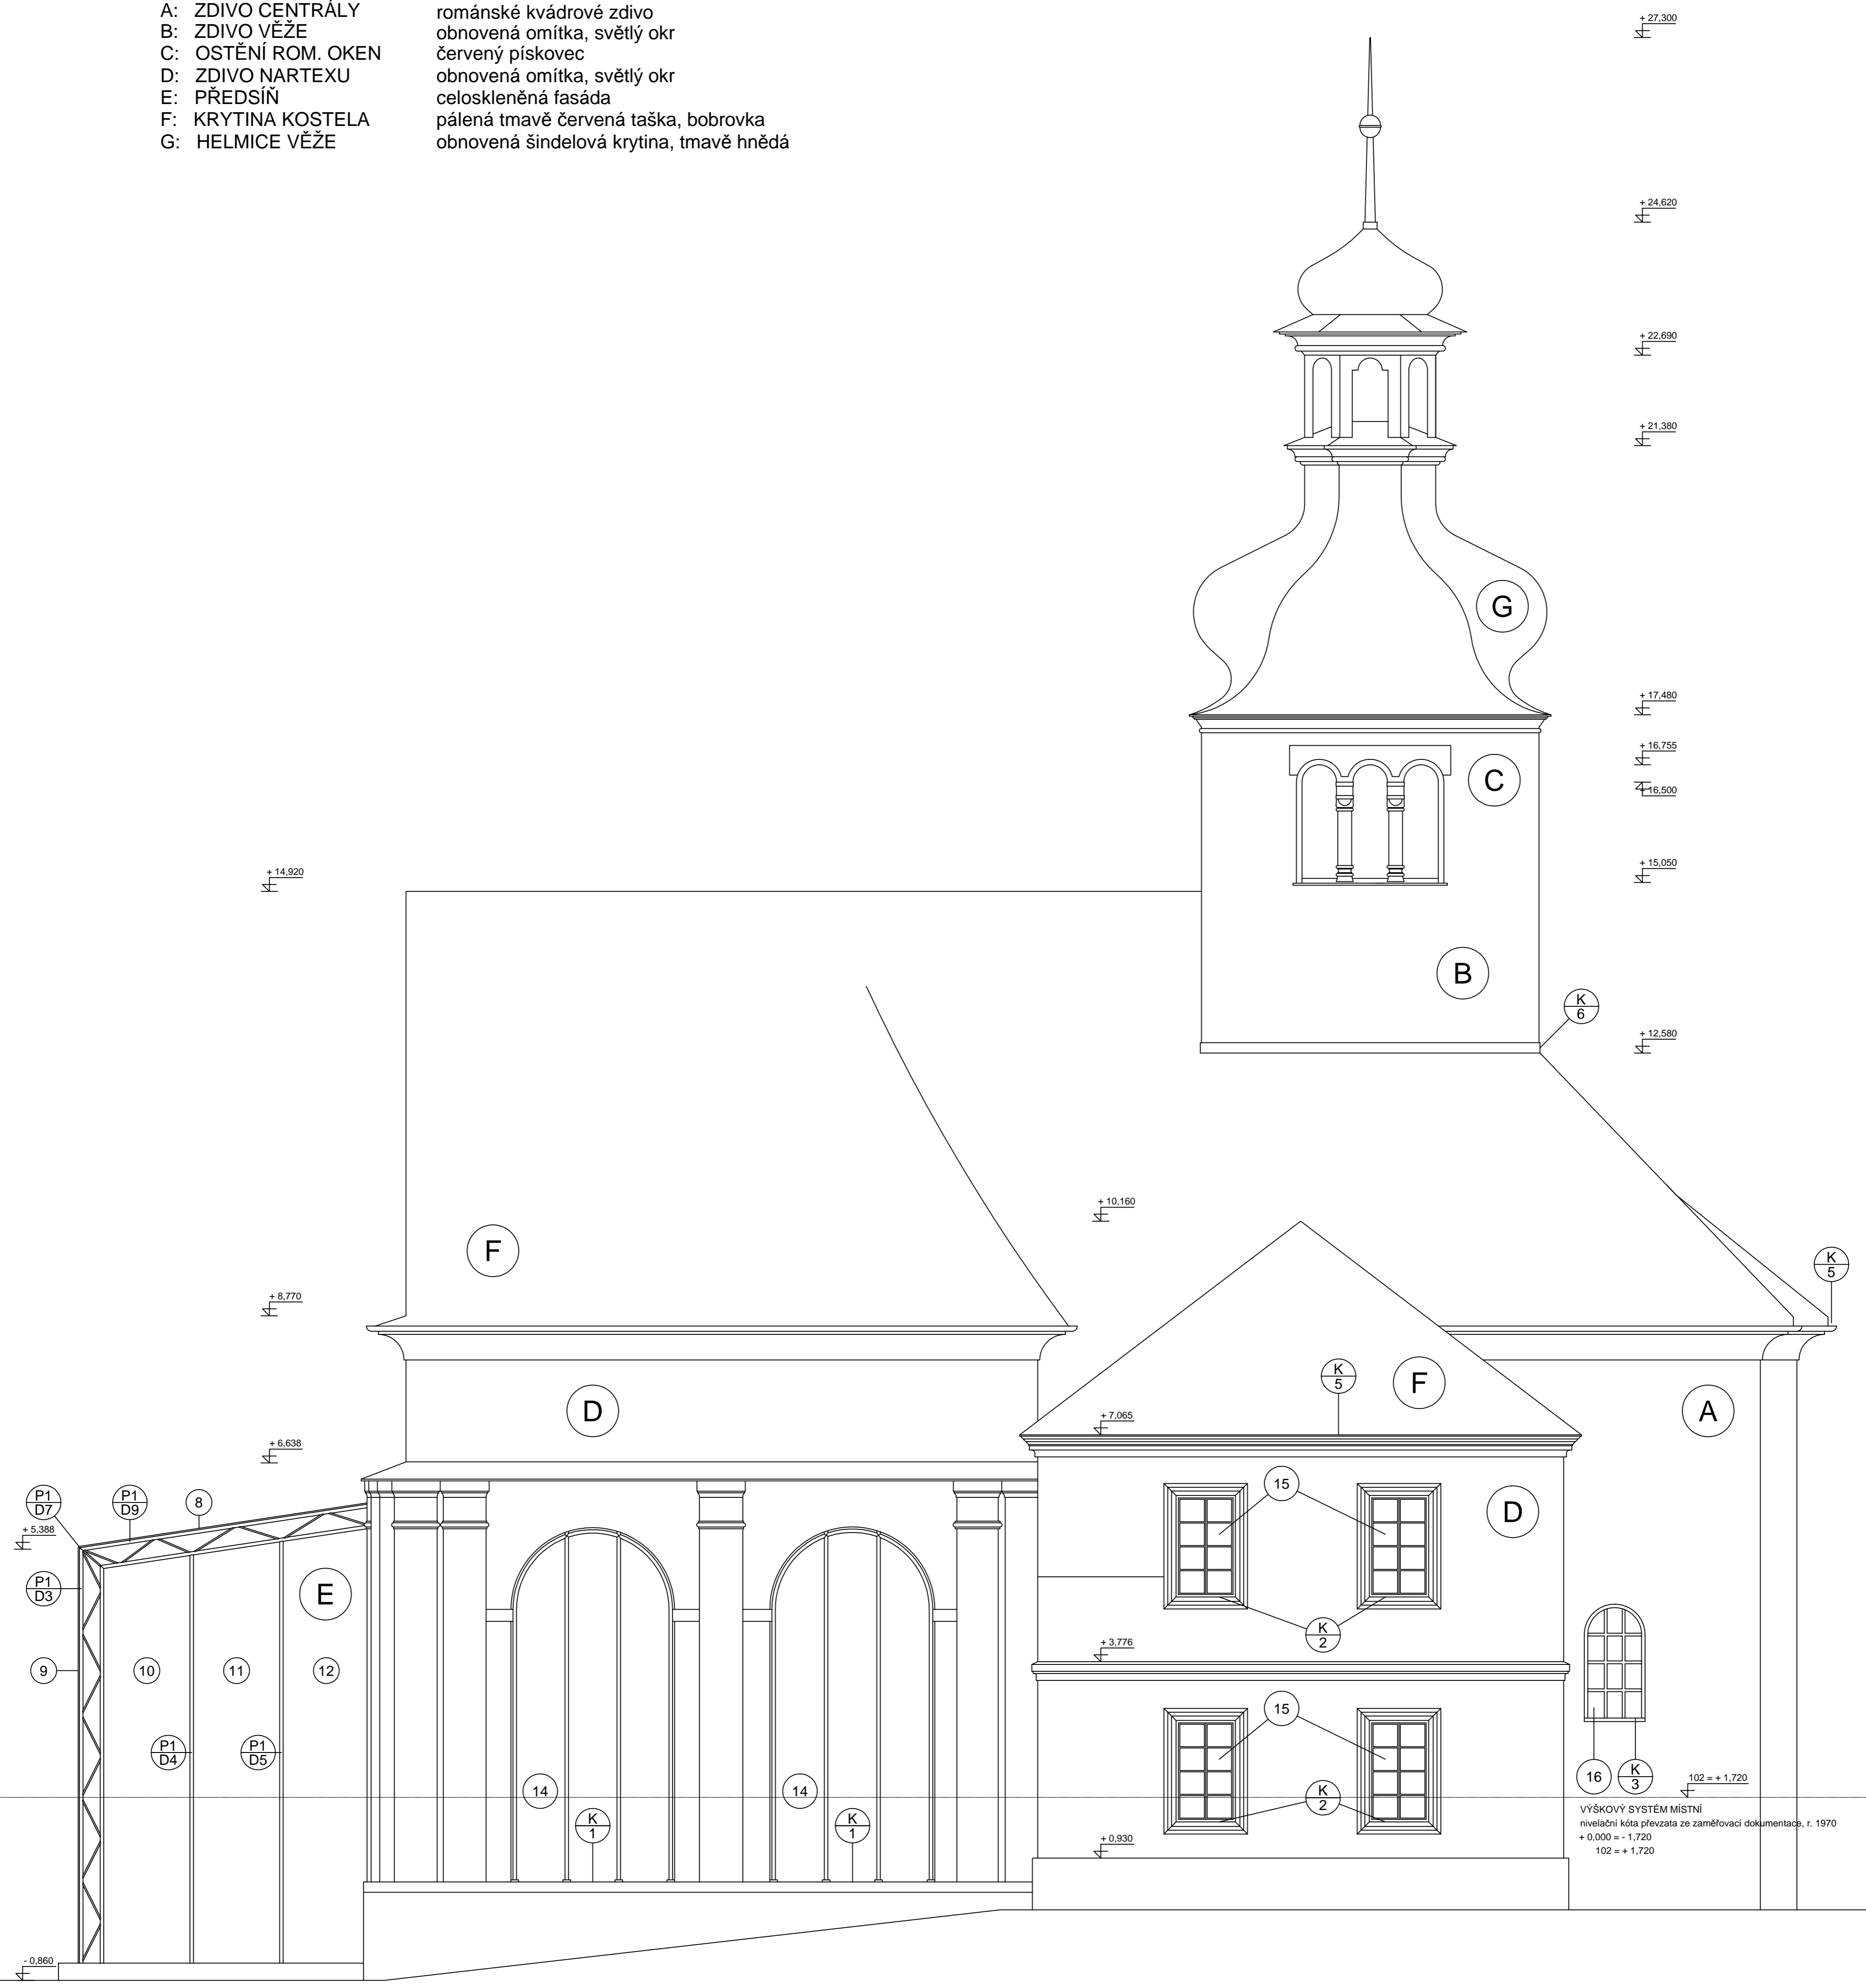 A: ZDIVO CENTRÁLY románské kvádrové zdivo
B: ZDIVO VĚŽE obnovená omítka, světlý okr
C: OSTĚNÍ ROM. OKEN červený pískovec
D: ZDIVO NARTEXU obnovená omítka, světlý okr
E: PŘEDSÍŇ celoskleněná fasáda
F: KRYTINA KOSTELA pálená tmavě červená taška, bobrovka
G: HELMICE VĚŽE obnovená šindelová krytina, tmavě hnědá
+ 27,300
+ 24,620
+ 22,690
+ 21,380
G
+ 17,480
+ 16,755
C
+ 16,500
+ 15,050
+ 14,920
B
K
6
+ 12,580
+ 10,160
F
K
5
+ 8,770
K
5
F
D
A
+ 7,065
+ 6,638
15
P1
D7
P1
D9
8
D
+ 5,388
P1
D3
E
K
2
+ 3,776
9
10
11
12
15
P1
D4
P1
D5
14
14
16
K
3
102 = + 1,720
K
2
VÝŠKOVÝ SYSTÉM MÍSTNÍ
nivelační kóta převzata ze zaměřovací dokumentace, r. 1970
+ 0,000 = - 1,720
102 = + 1,720
K
1
K
1
+ 0,930
- 0,860